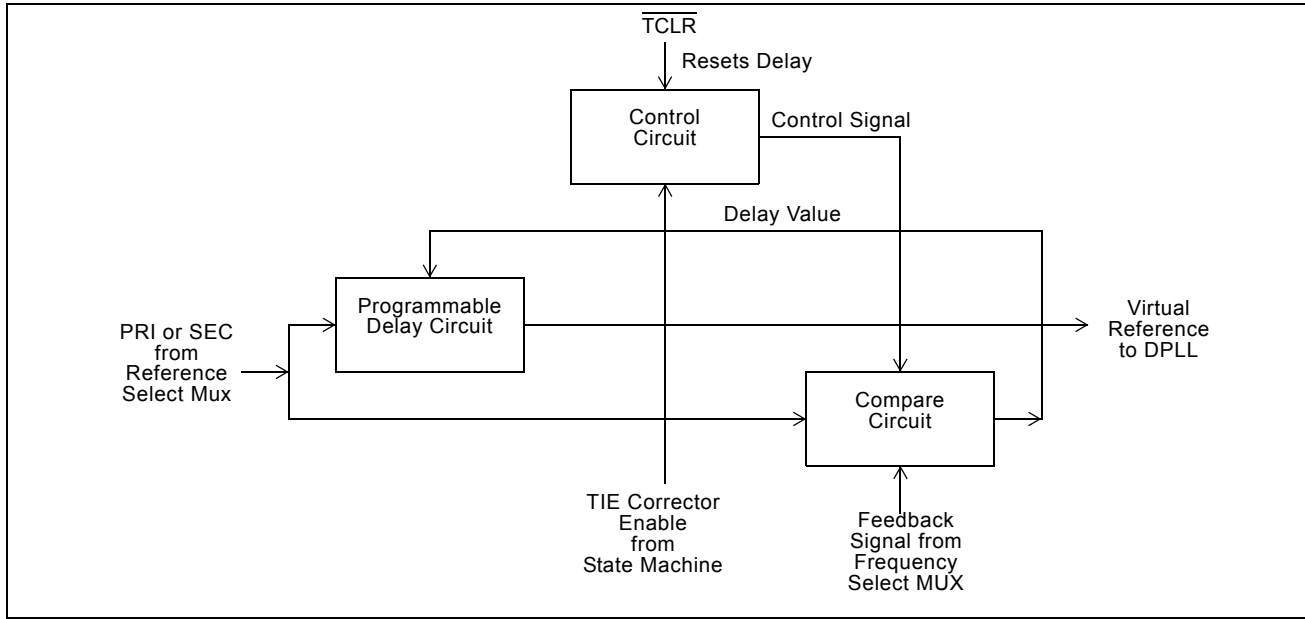 TCLR
Resets Delay
Control
Circuit
Control Signal
Delay Value
Programmable
Delay Circuit
PRI or SEC
from
Reference
Select Mux
Virtual
Reference
to DPLL
Compare
Circuit
TIE Corrector
Enable
from
State Machine
Feedback
Signal from
Frequency
Select MUX